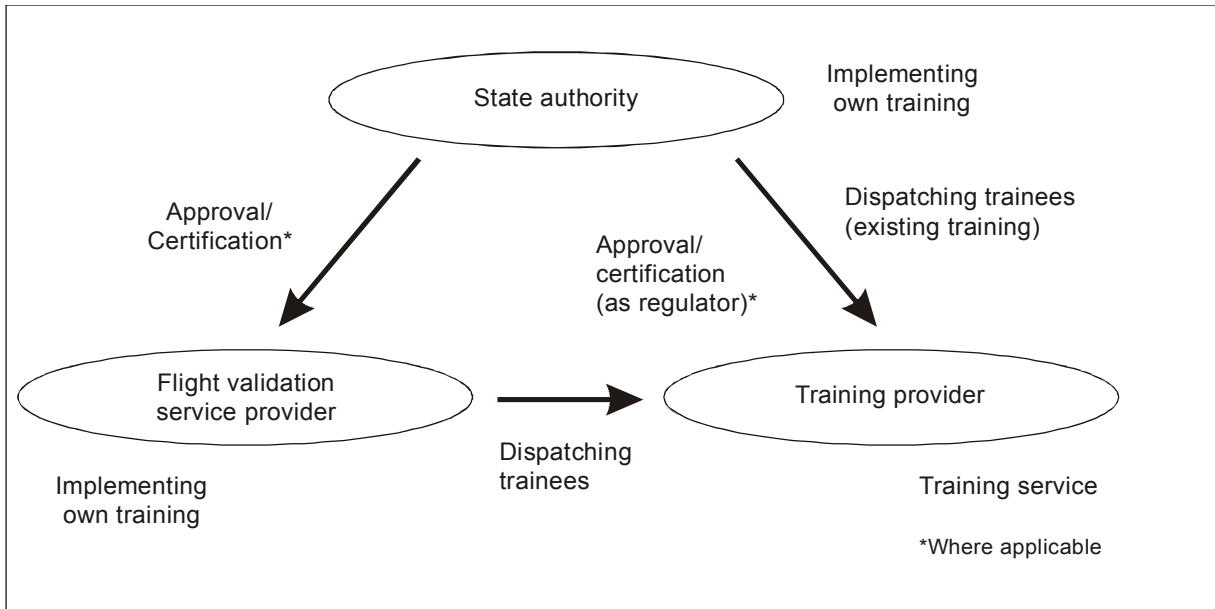 State authority
Implementing
own training
Approval/
Certification*
Dispatching trainees
(existing training)
Approval/
certification
(as regulator)*
Flight validation
service provider
Training provider
Dispatching
trainees
Implementing
own training
Training service
*Where applicable